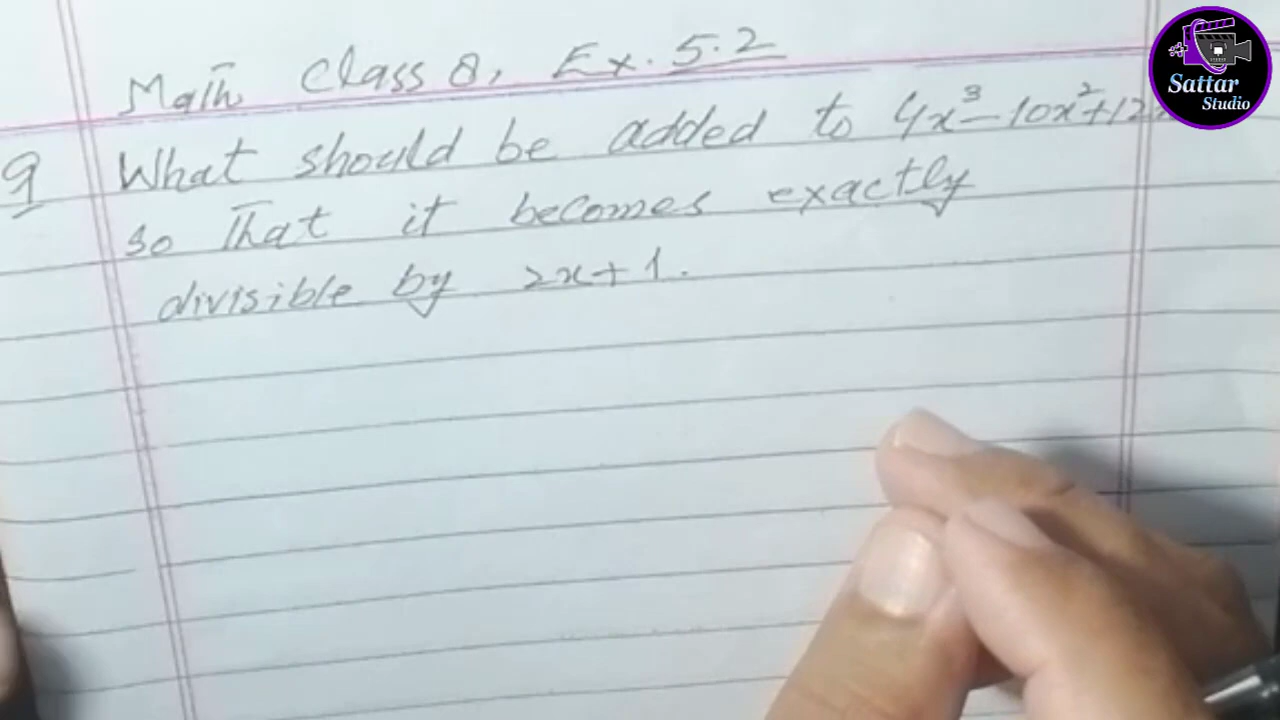 Math Class 8, Ex. 5.2
9 What should be added to 4x³-10x²+12x
so that it becomes exactly
divisible by 2x+1.
Sattar
Studio